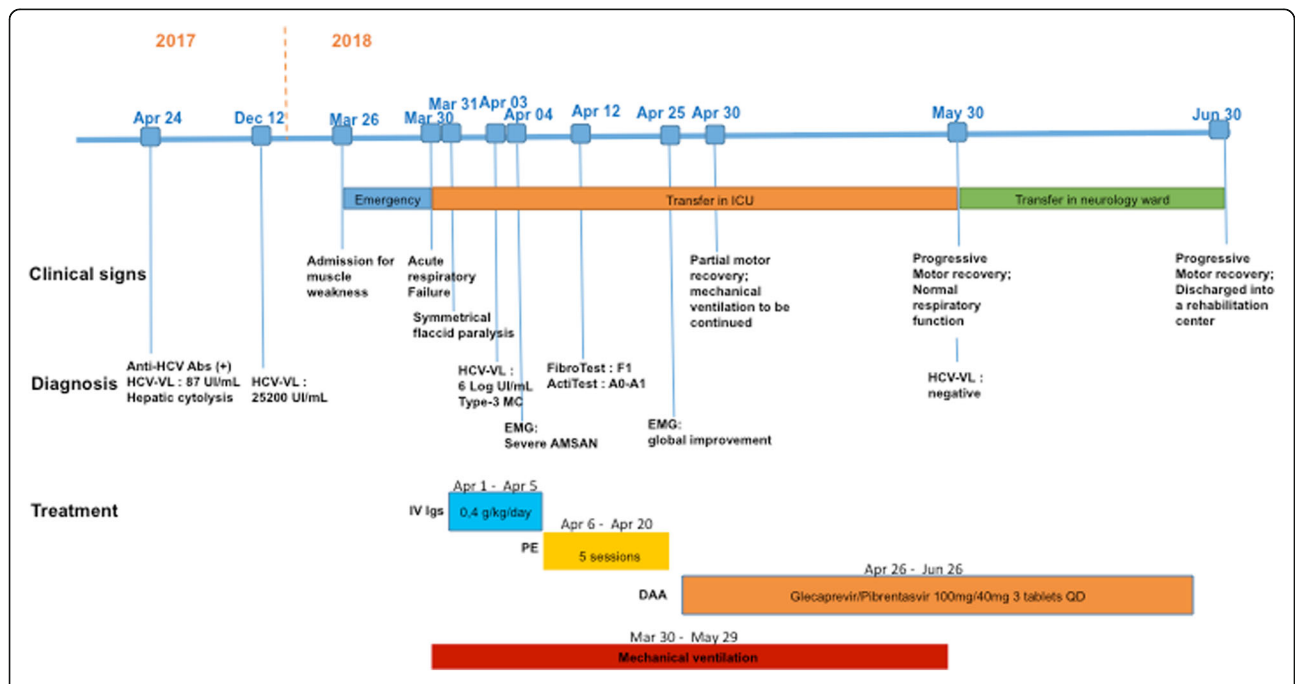 2017
2018
Apr 24
Dec 12
Mar 26
Mar 30
Mar 31
Apr 03
Apr 04
Apr 12
Apr 25
Apr 30
May 30
Jun 30
Emergency
Transfer in ICU
Transfer in neurology ward
Clinical signs
Admission for
muscle
weakness
Acute
respiratory
Failure
Symmetrical
flaccid paralysis
Partial motor
recovery;
mechanical
ventilation to be
continued
Progressive
Motor recovery;
Normal
respiratory
function
Progressive
Motor recovery;
Discharged into
a rehabilitation
center
Diagnosis
Anti-HCV Abs (+)
HCV-VL : 87 UI/mL
Hepatic cytolysis
HCV-VL :
25200 UI/mL
HCV-VL :
6 Log UI/mL
Type-3 MC
EMG:
Severe AMSAN
FibroTest : F1
ActiTest : A0-A1
EMG:
global improvement
HCV-VL :
negative
Treatment
Apr 1 - Apr 5
IV Igs
0,4 g/kg/day
Apr 6 - Apr 20
PE
5 sessions
Apr 26 - Jun 26
DAA
Glecaprevir/Pibrentasvir 100mg/40mg 3 tablets QD
Mar 30 - May 29
Mechanical ventilation